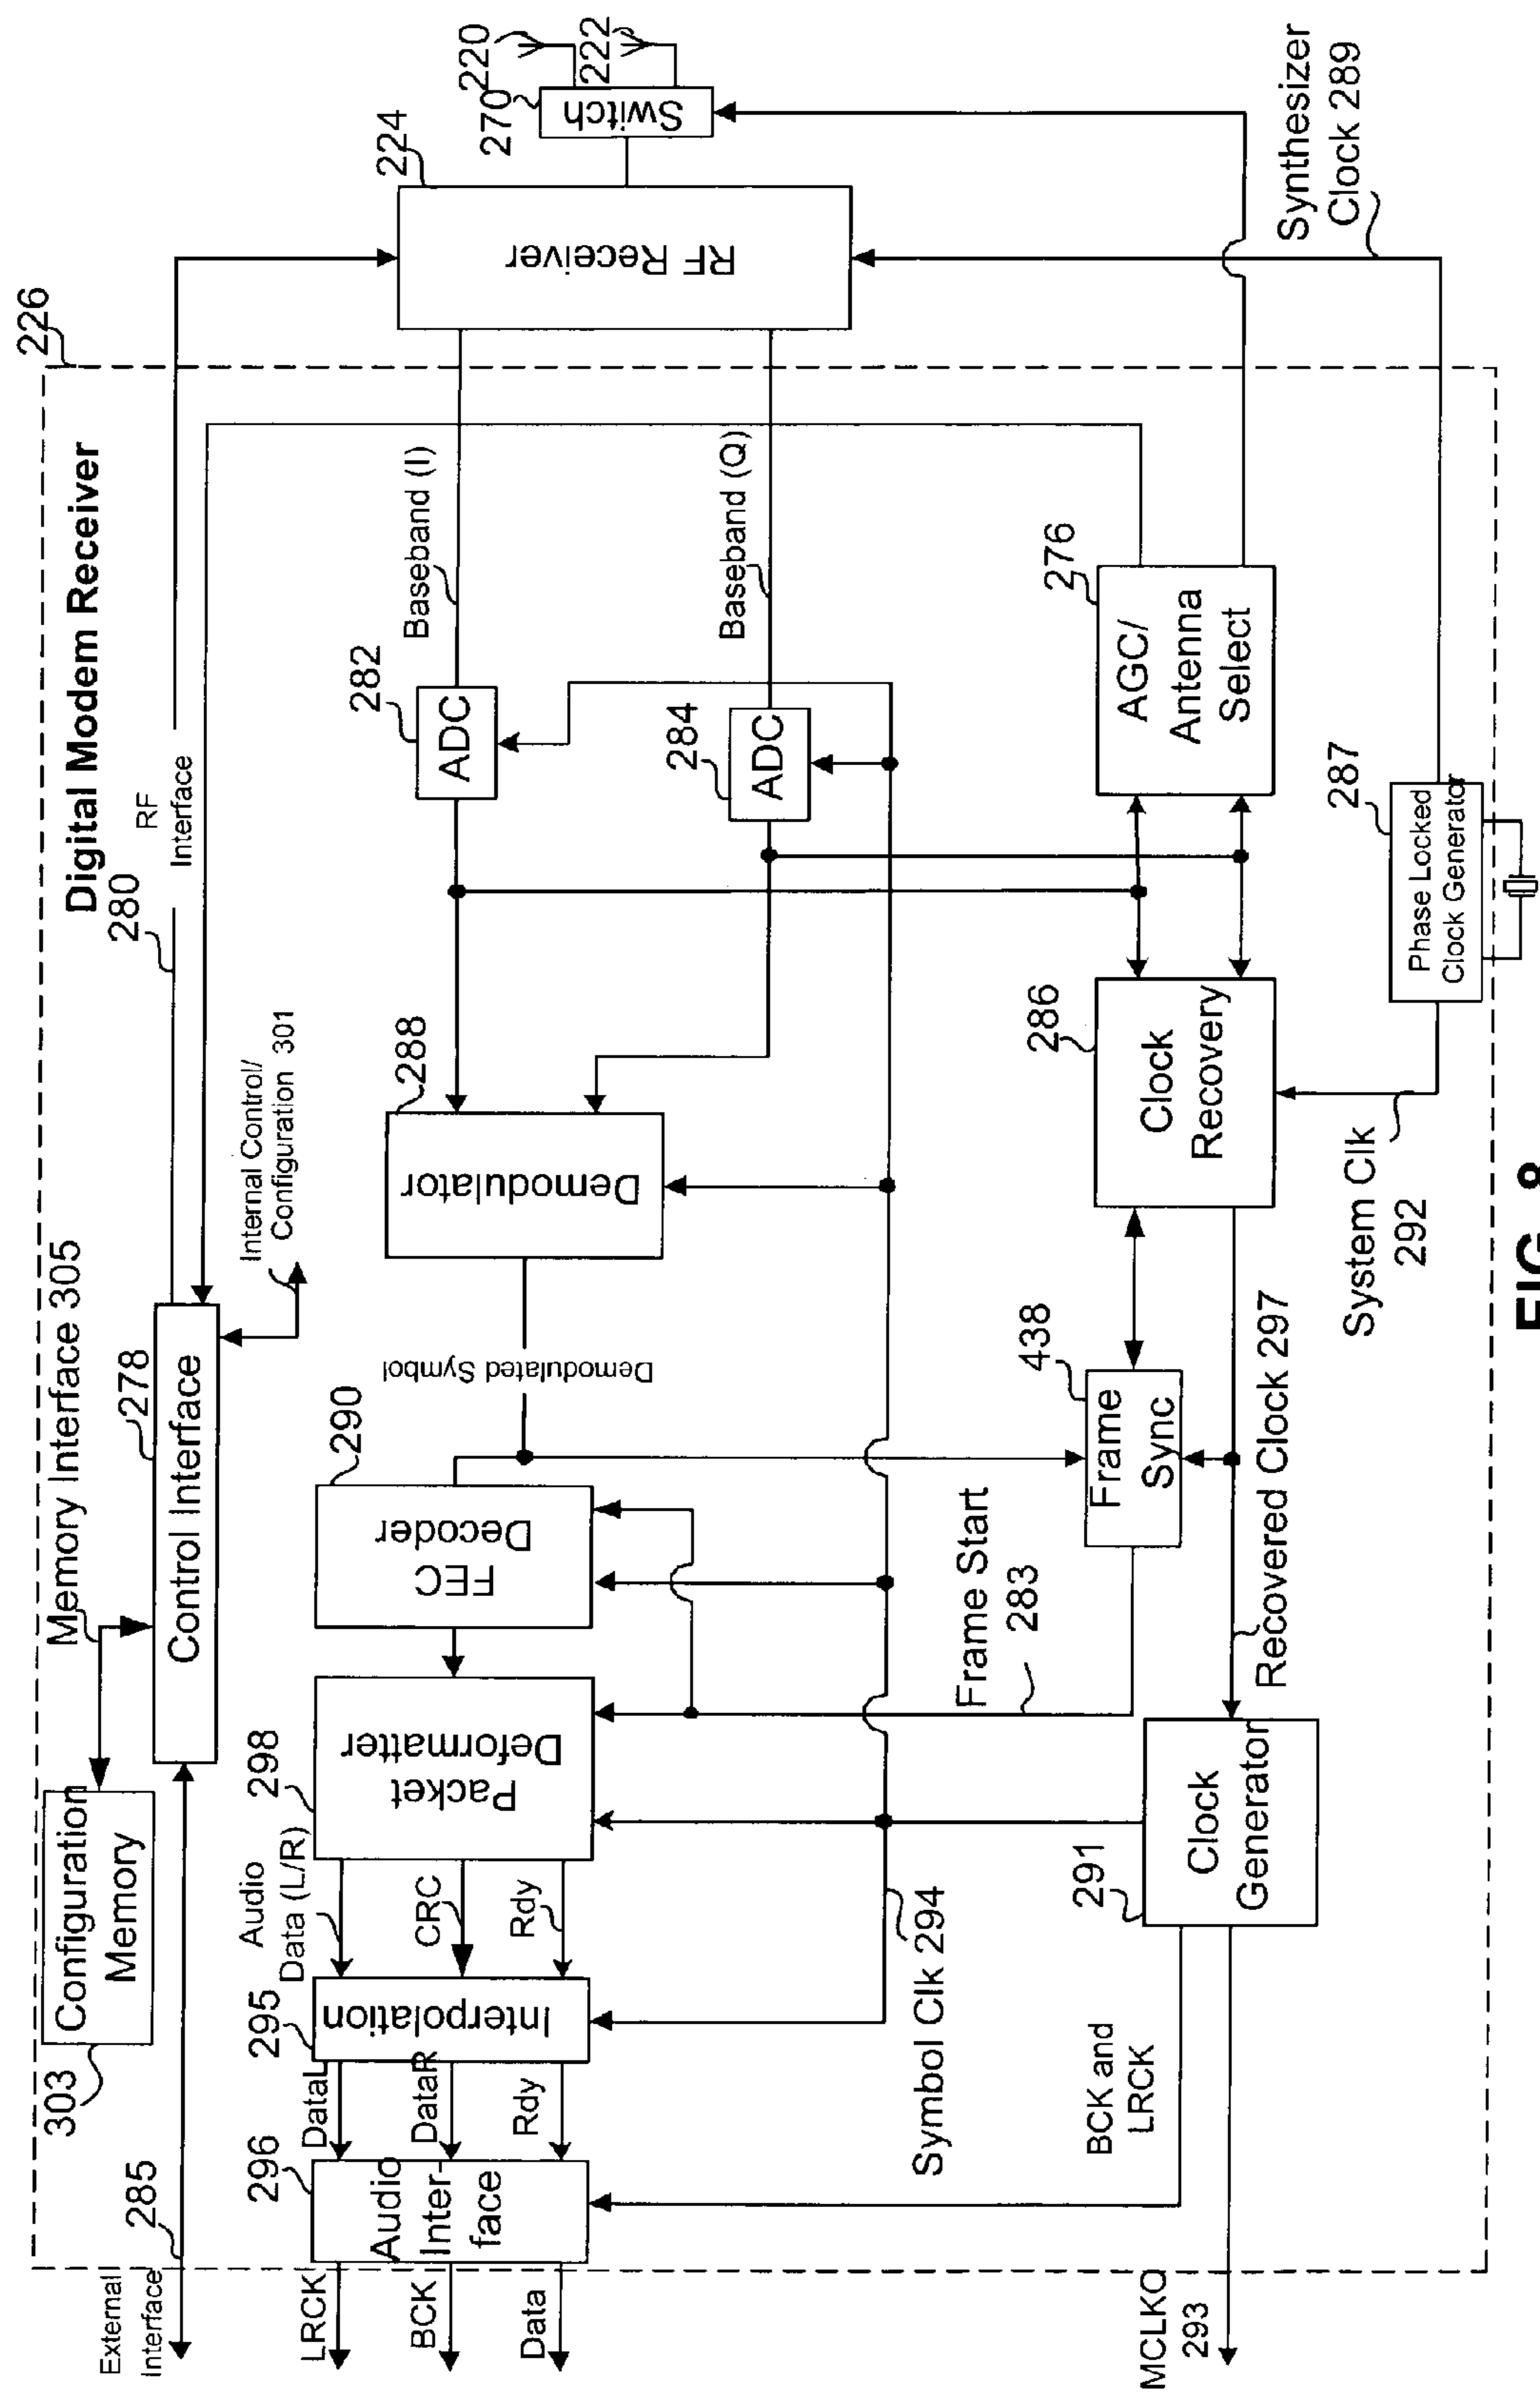 226
Digital Modem Receiver
External
Interface
285
303
Configuration
Memory
Memory Interface 305
278
Control Interface
280
RF
Interface
Internal Control/
Configuration 301
224
RF Receiver
270
Switch
220
222
Baseband (I)
Baseband (Q)
282
ADC
284
ADC
288
Demodulator
Demodulated Symbol
290
FEC
Decoder
298
Packet
Deformatter
Audio
Data (L/R)
CRC
Rdy
295
Interpolation
DataL
DataR
Rdy
296
Audio
Inter-
face
LRCK
BCK
Data
276
AGC/
Antenna
Select
286
Clock
Recovery
438
Frame
Sync
Frame Start
283
Symbol Clk 294
291
Clock
Generator
BCK and
LRCK
MCLKO
293
Recovered Clock 297
System Clk
292
287
Phase Locked
Clock Generator
Synthesizer
Clock 289
FIG. 8